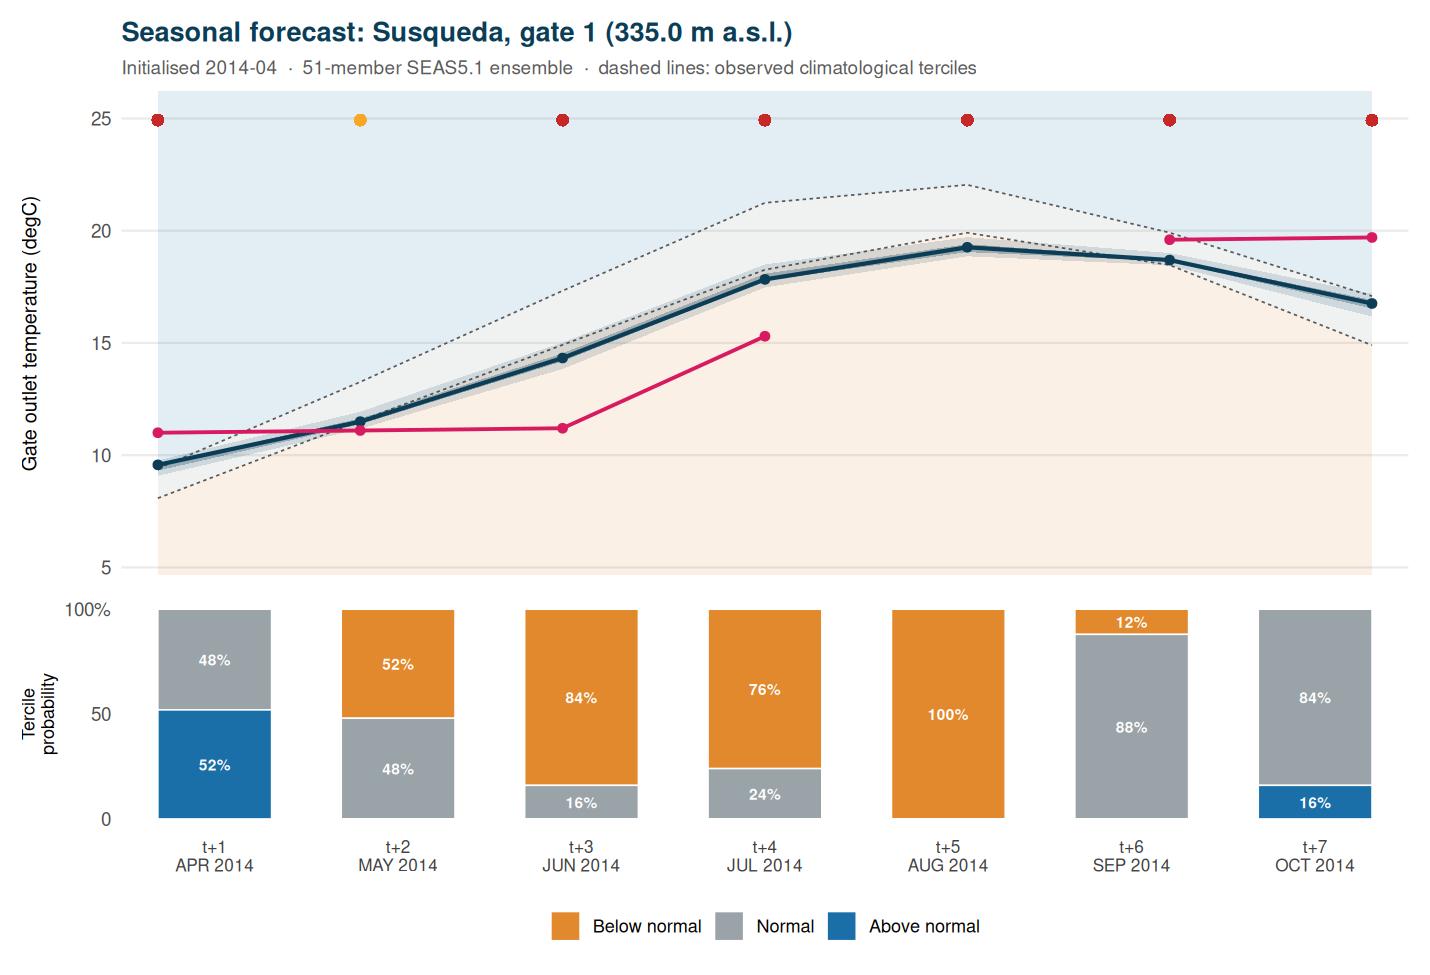 Seasonal forecast: Susqueda, gate 1 (335.0 m a.s.l.)
Initialised 2014-04 · 51-member SEAS5.1 ensemble · dashed lines: observed climatological terciles
Gate outlet temperature (degC)
25
20
15
10
5
Tercile
probability
100%
50
0
48%
52%
52%
48%
84%
16%
76%
24%
100%
12%
88%
84%
16%
t+1
APR 2014
t+2
MAY 2014
t+3
JUN 2014
t+4
JUL 2014
t+5
AUG 2014
t+6
SEP 2014
t+7
OCT 2014
Below normal
Normal
Above normal